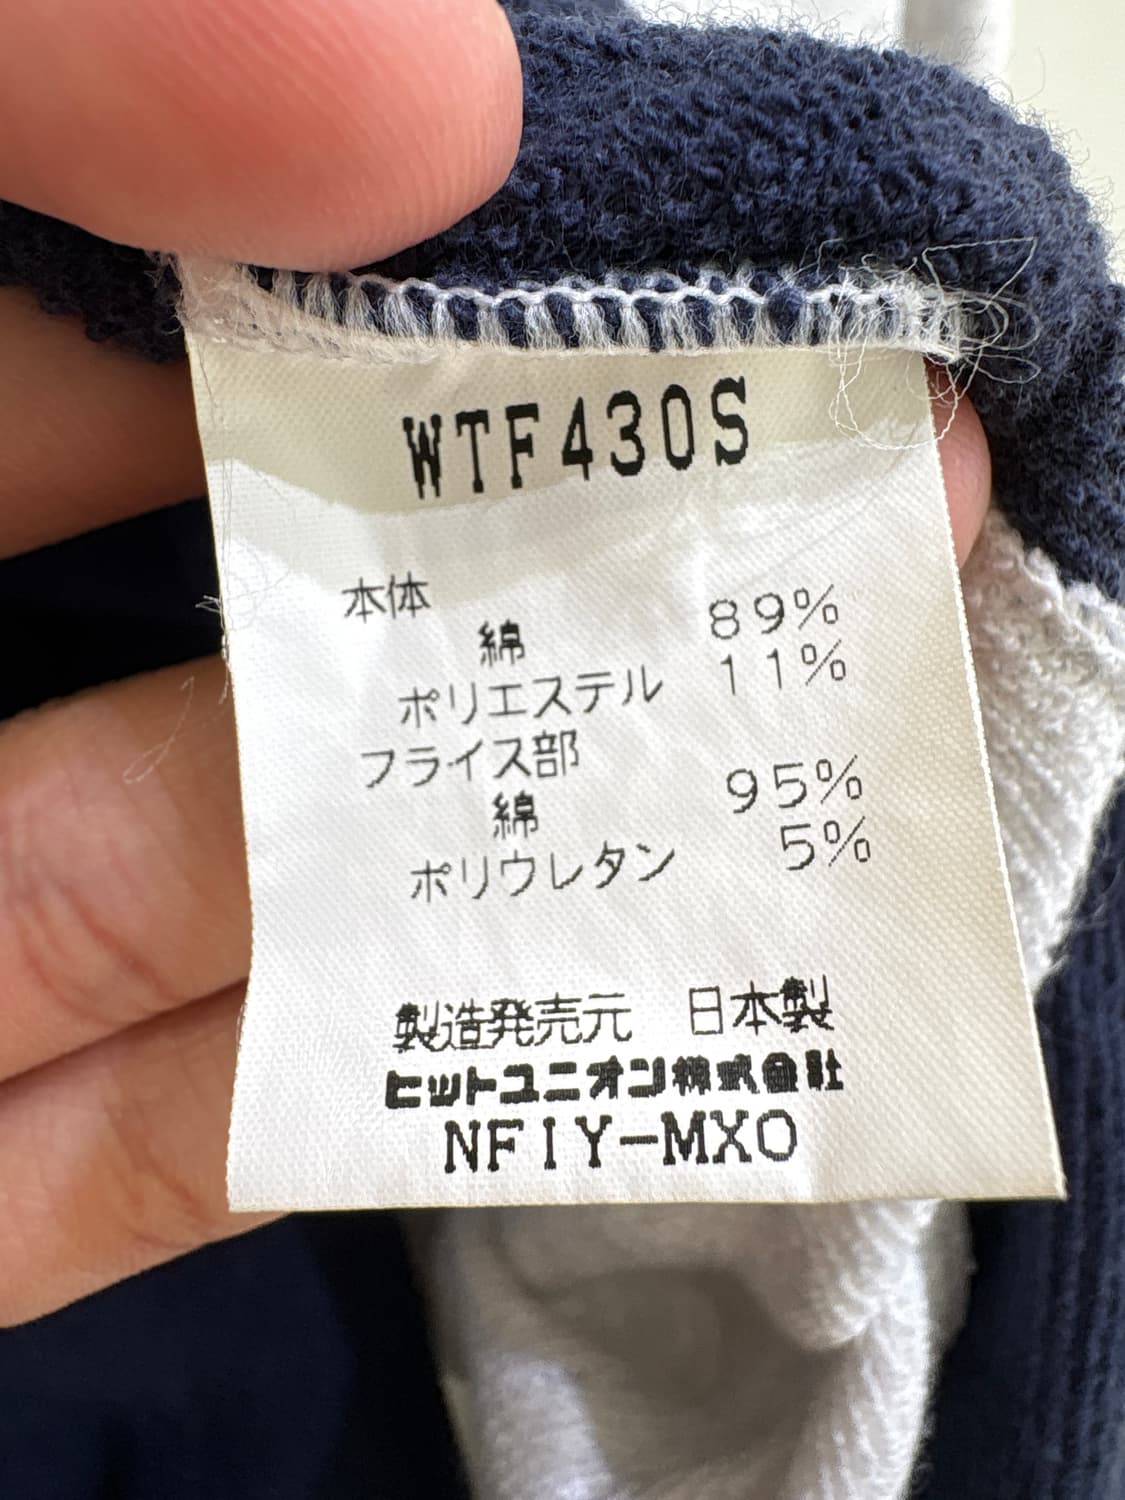 WTF430S
本体
綿 89%
ポリエステル 11%
フライス部
綿 95%
ポリウレタン 5%
製造発売元 日本製
ヒットユニオン株式会社
NFIY-MXO